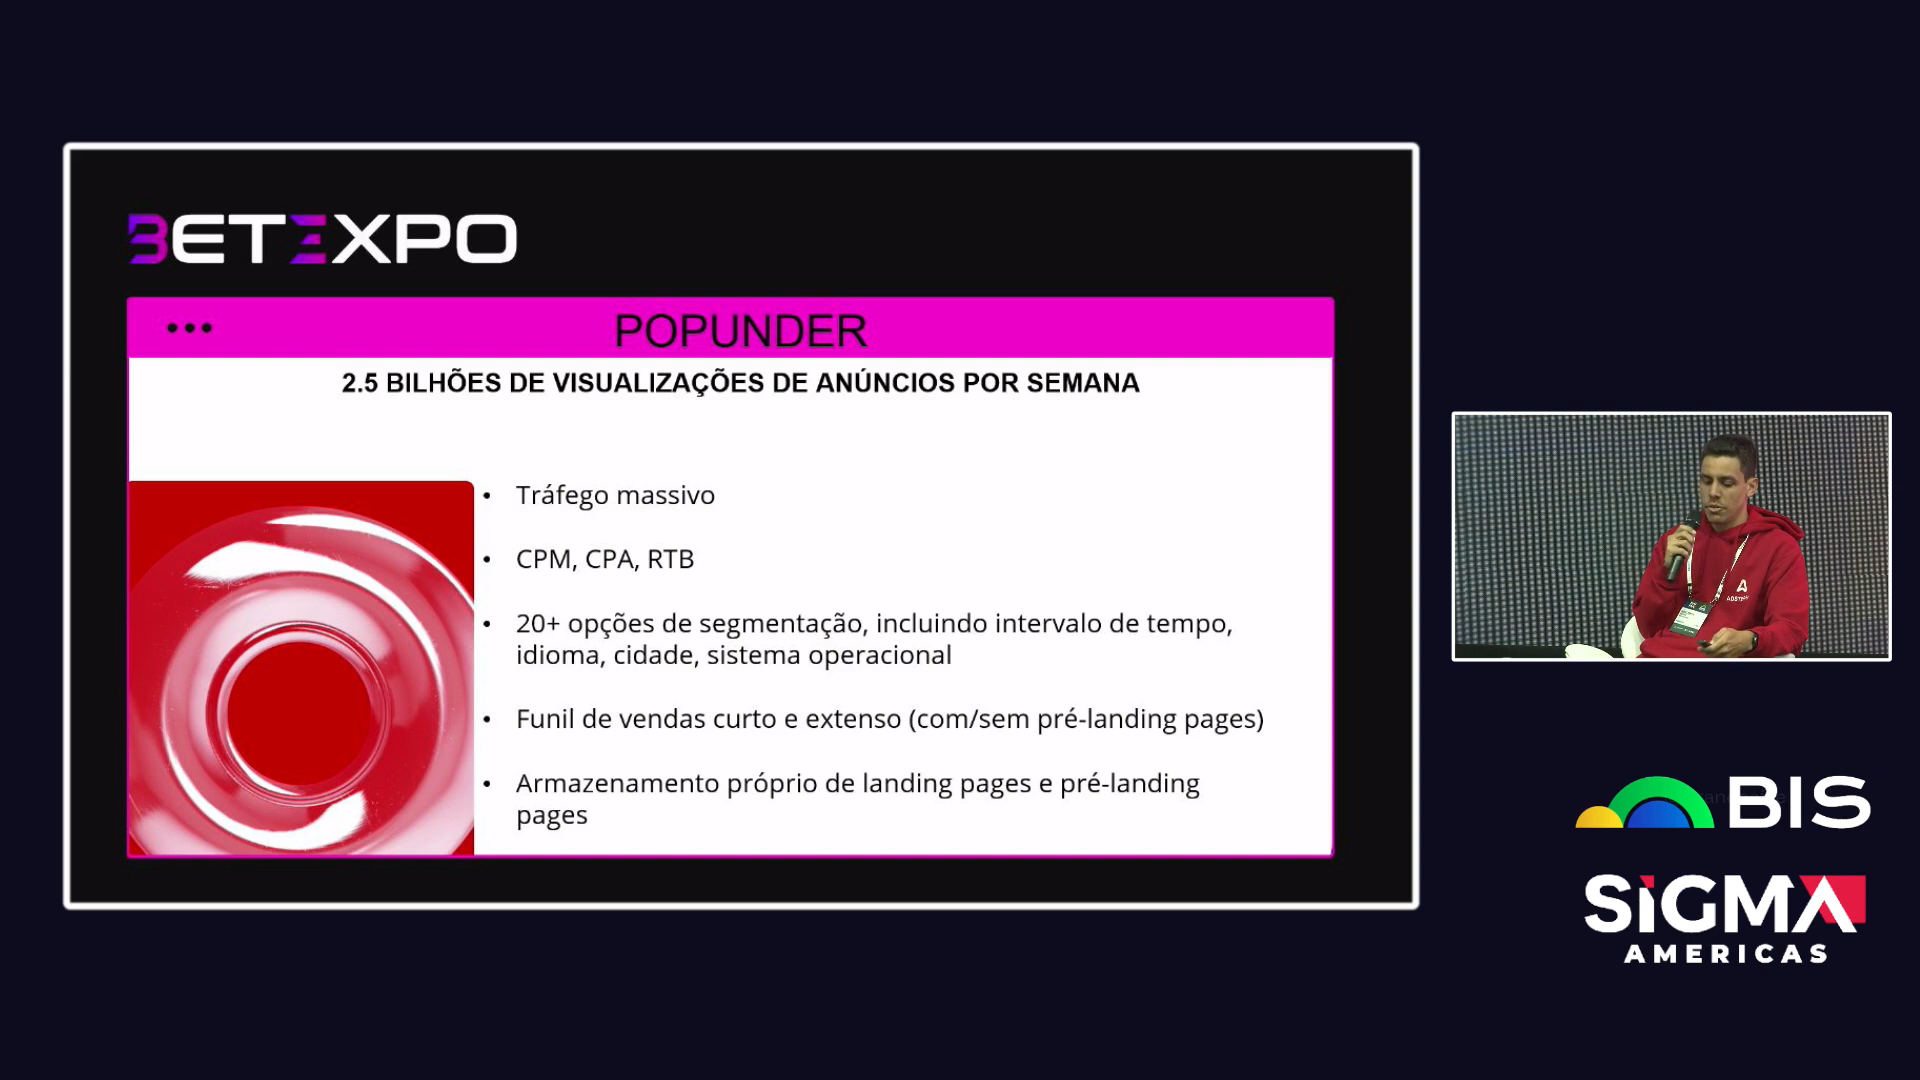 BETEXPO
POPUNDER
2.5 BILHÕES DE VISUALIZAÇÕES DE ANÚNCIOS POR SEMANA
• Tráfego massivo
• CPM, CPA, RTB
• 20+ opções de segmentação, incluindo intervalo de tempo,
idioma, cidade, sistema operacional
• Funil de vendas curto e extenso (com/sem pré-landing pages)
• Armazenamento próprio de landing pages e pré-landing
pages
BIS
SiGMA
AMERICAS